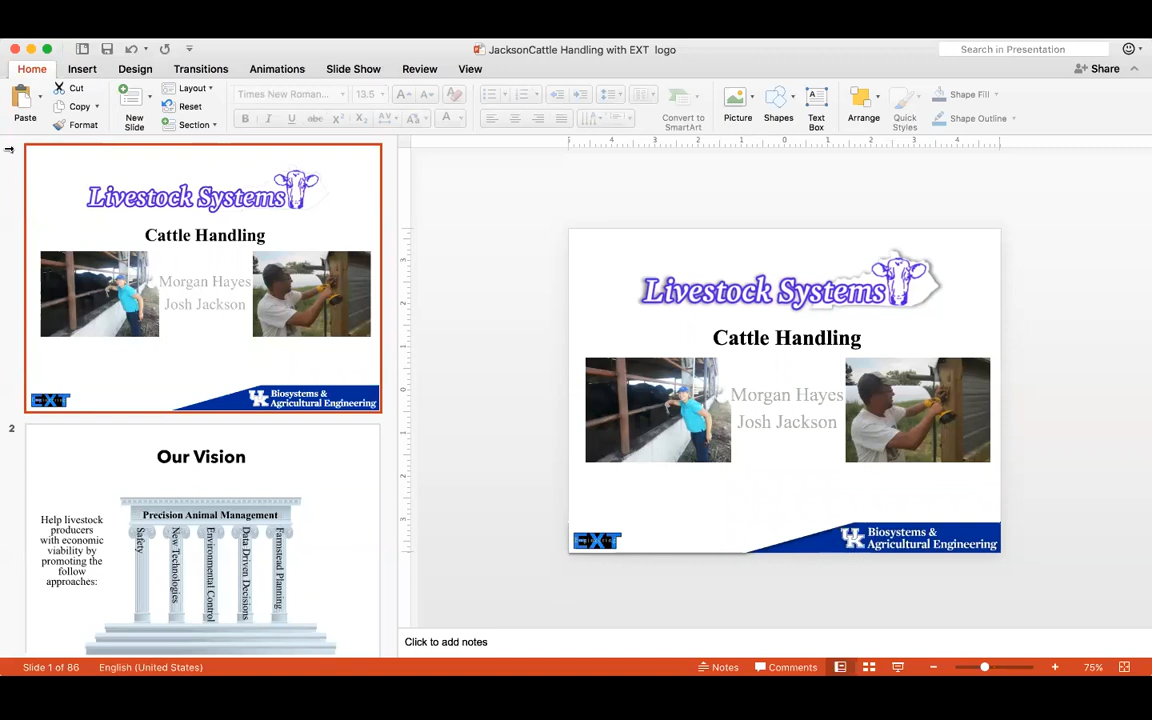 JacksonCattle Handling with EXT logo
Search in Presentation
Home Insert Design Transitions Animations Slide Show Review View
Share
Paste
Cut
Copy
Format
New Slide
Layout
Reset
Section
Times New Roman...
13.5
Convert to SmartArt
Picture
Shapes
Text Box
Arrange
Quick Styles
Shape Fill
Shape Outline
Livestock Systems
Cattle Handling
Morgan Hayes
Josh Jackson
EXT
UK Biosystems &
Agricultural Engineering
2
Our Vision
Help livestock
producers
with economic
viability by
promoting the
follow
approaches:
Precision Animal Management
Safety
New Technologies
Environmental Control
Data Driven Decisions
Farmstead Planning
Livestock Systems
Cattle Handling
Morgan Hayes
Josh Jackson
EXT
UK Biosystems &
Agricultural Engineering
Click to add notes
Slide 1 of 86 English (United States)
Notes Comments 75%